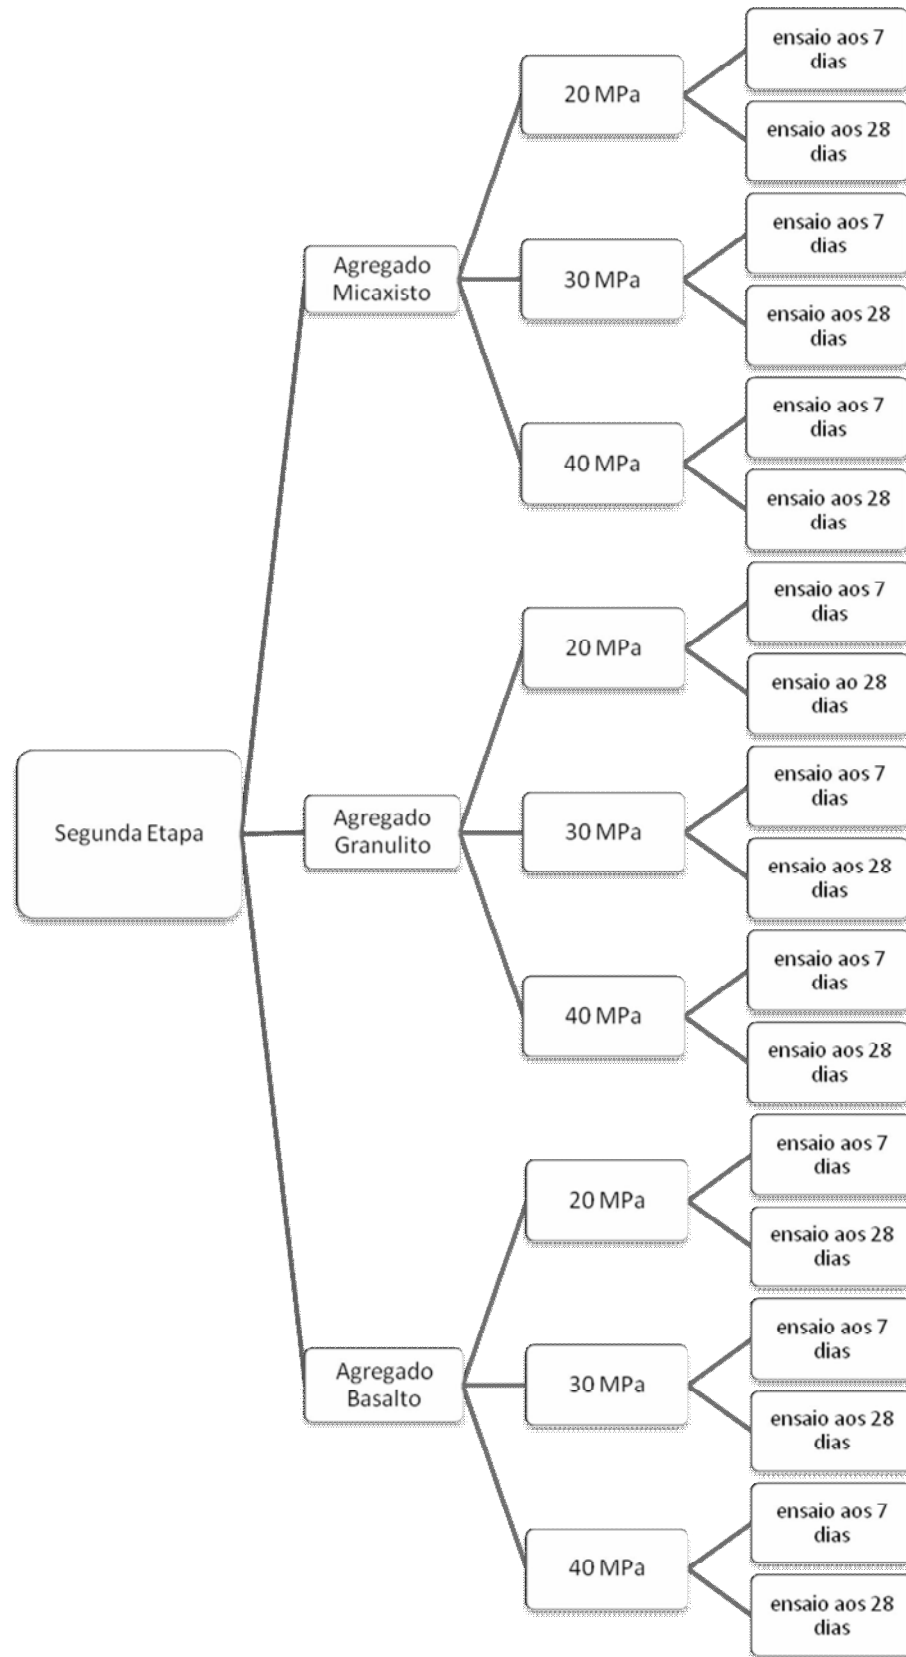 Segunda Etapa
Agregado
Micaxisto
20 MPa
ensaio aos 7
dias
ensaio aos 28
dias
30 MPa
ensaio aos 7
dias
ensaio aos 28
dias
40 MPa
ensaio aos 7
dias
ensaio aos 28
dias
Agregado
Granulito
20 MPa
ensaio aos 7
dias
ensaio ao 28
dias
30 MPa
ensaio aos 7
dias
ensaio aos 28
dias
40 MPa
ensaio aos 7
dias
ensaio aos 28
dias
Agregado
Basalto
20 MPa
ensaio aos 7
dias
ensaio aos 28
dias
30 MPa
ensaio aos 7
dias
ensaio aos 28
dias
40 MPa
ensaio aos 7
dias
ensaio aos 28
dias